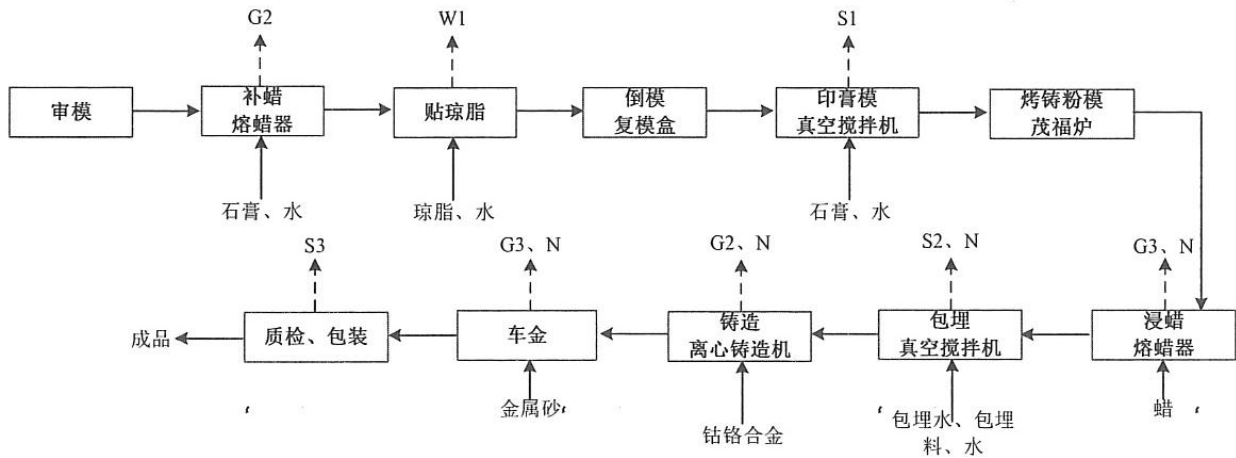 G2
W1
S1
审模
补蜡
熔蜡器
贴琼脂
倒模
复模盒
印膏模
真空搅拌机
烤铸粉模
茂福炉
石膏、水
琼脂、水
石膏、水
S3
G3、N
G2、N
S2、N
G3、N
成品
质检、包装
车金
铸造
离心铸造机
包埋
真空搅拌机
浸蜡
熔蜡器
金属砂
钴铬合金
包埋水、包埋
料、水
蜡